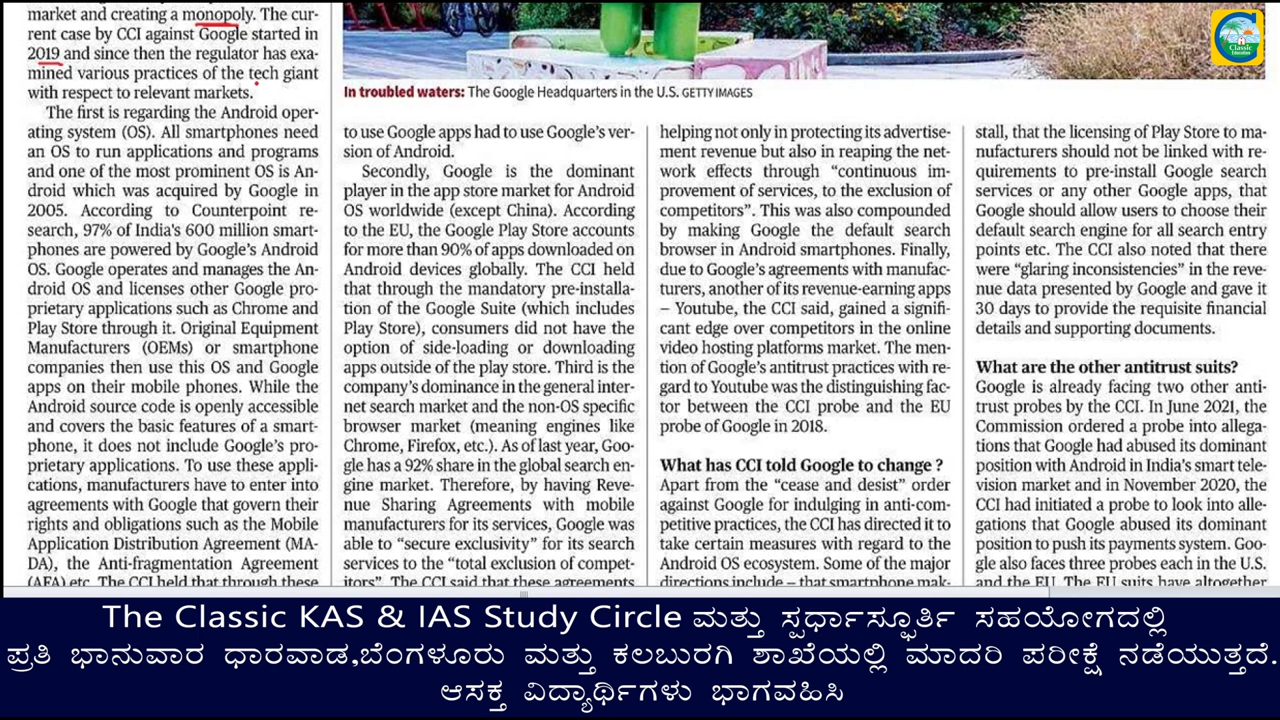 market and creating a monopoly. The cur-
rent case by CCI against Google started in
2019 and since then the regulator has exa-
mined various practices of the tech giant
with respect to relevant markets.
The first is regarding the Android oper-
ating system (OS). All smartphones need
an OS to run applications and programs
and one of the most prominent OS is An-
droid which was acquired by Google in
2005. According to Counterpoint re-
search, 97% of India's 600 million smart-
phones are powered by Google's Android
OS. Google operates and manages the An-
droid OS and licenses other Google pro-
prietary applications such as Chrome and
Play Store through it. Original Equipment
Manufacturers (OEMs) or smartphone
companies then use this OS and Google
apps on their mobile phones. While the
Android source code is openly accessible
and covers the basic features of a smart-
phone, it does not include Google's pro-
prietary applications. To use these appli-
cations, manufacturers have to enter into
agreements with Google that govern their
rights and obligations such as the Mobile
Application Distribution Agreement (MA-
DA), the Anti-fragmentation Agreement
(AFA) etc. The CCI held that through these
In troubled waters: The Google Headquarters in the U.S. GETTY IMAGES
to use Google apps had to use Google's ver-
sion of Android.
Secondly, Google is the dominant
player in the app store market for Android
OS worldwide (except China). According
to the EU, the Google Play Store accounts
for more than 90% of apps downloaded on
Android devices globally. The CCI held
that through the mandatory pre-installa-
tion of the Google Suite (which includes
Play Store), consumers did not have the
option of side-loading or downloading
apps outside of the play store. Third is the
company's dominance in the general inter-
net search market and the non-OS specific
browser market (meaning engines like
Chrome, Firefox, etc.). As of last year, Goo-
gle has a 92% share in the global search en-
gine market. Therefore, by having Reve-
nue Sharing Agreements with mobile
manufacturers for its services, Google was
able to “secure exclusivity” for its search
services to the “total exclusion of compet-
itors”. The CCI said that these agreements
helping not only in protecting its advertise-
ment revenue but also in reaping the net-
work effects through “continuous im-
provement of services, to the exclusion of
competitors”. This was also compounded
by making Google the default search
browser in Android smartphones. Finally,
due to Google's agreements with manufac-
turers, another of its revenue-earning apps
– Youtube, the CCI said, gained a signifi-
cant edge over competitors in the online
video hosting platforms market. The men-
tion of Google's antitrust practices with re-
gard to Youtube was the distinguishing fac-
tor between the CCI probe and the EU
probe of Google in 2018.
What has CCI told Google to change ?
Apart from the “cease and desist” order
against Google for indulging in anti-com-
petitive practices, the CCI has directed it to
take certain measures with regard to the
Android OS ecosystem. Some of the major
directions include – that smartphone mak-
stall, that the licensing of Play Store to ma-
nufacturers should not be linked with re-
quirements to pre-install Google search
services or any other Google apps, that
Google should allow users to choose their
default search engine for all search entry
points etc. The CCI also noted that there
were “glaring inconsistencies” in the reve-
nue data presented by Google and gave it
30 days to provide the requisite financial
details and supporting documents.
What are the other antitrust suits?
Google is already facing two other anti-
trust probes by the CCI. In June 2021, the
Commission ordered a probe into allega-
tions that Google had abused its dominant
position with Android in India's smart tele-
vision market and in November 2020, the
CCI had initiated a probe to look into alle-
gations that Google abused its dominant
position to push its payments system. Goo-
gle also faces three probes each in the U.S.
and the EU. The EU suits have altogether
Classic
Education
The Classic KAS & IAS Study Circle ಮತ್ತು ಸ್ಪರ್ಧಾಸ್ಫೂರ್ತಿ ಸಹಯೋಗದಲ್ಲಿ
ಪ್ರತಿ ಭಾನುವಾರ ಧಾರವಾಡ,ಬೆಂಗಳೂರು ಮತ್ತು ಕಲಬುರಗಿ ಶಾಖೆಯಲ್ಲಿ ಮಾದರಿ ಪರೀಕ್ಷೆ ನಡೆಯುತ್ತದೆ.
ಆಸಕ್ತ ವಿದ್ಯಾರ್ಥಿಗಳು ಭಾಗವಹಿಸಿ